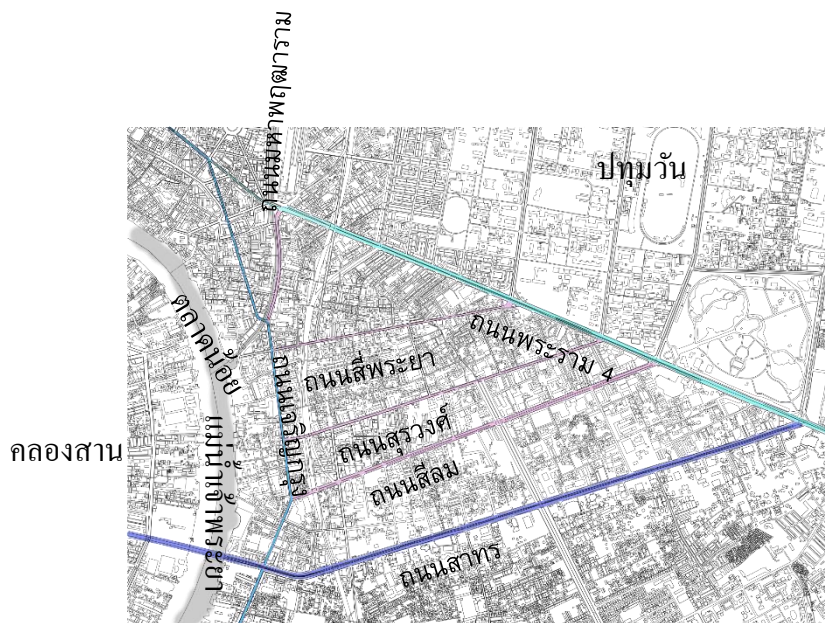 ถนนมหาพฤฒาราม
ปทุมวัน
ตลาดน้อย
ถนนพระราม 4
ถนนสี่พระยา
ถนนเจริญกรุง
ถนนสุรวงศ์
คลองสาน
แม่น้ำเจ้าพระยา
ถนนสีลม
ถนนสาทร